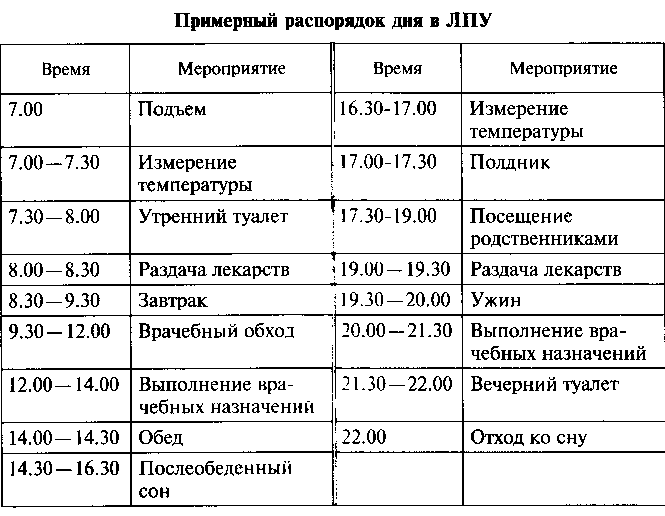 Примерный распорядок дня в ЛПУ
Время Мероприятие Время Мероприятие
7.00 Подъем 16.30-17.00 Измерение
температуры
7.00—7.30 Измерение 17.00-17.30 Полдник
температуры
7.30—8.00 Утренний туалет 17.30-19.00 Посещение
родственниками
8.00—8.30 Раздача лекарств 19.00—19.30 Раздача лекарств
8.30—9.30 Завтрак 19.30—20.00 Ужин
9.30—12.00 Врачебный обход 20.00—21.30 Выполнение вра-
чебных назначений
12.00—14.00 Выполнение вра- 21.30—22.00 Вечерний туалет
чебных назначений
14.00—14.30 Обед 22.00 Отход ко сну
14.30—16.30 Послеобеденный
сон